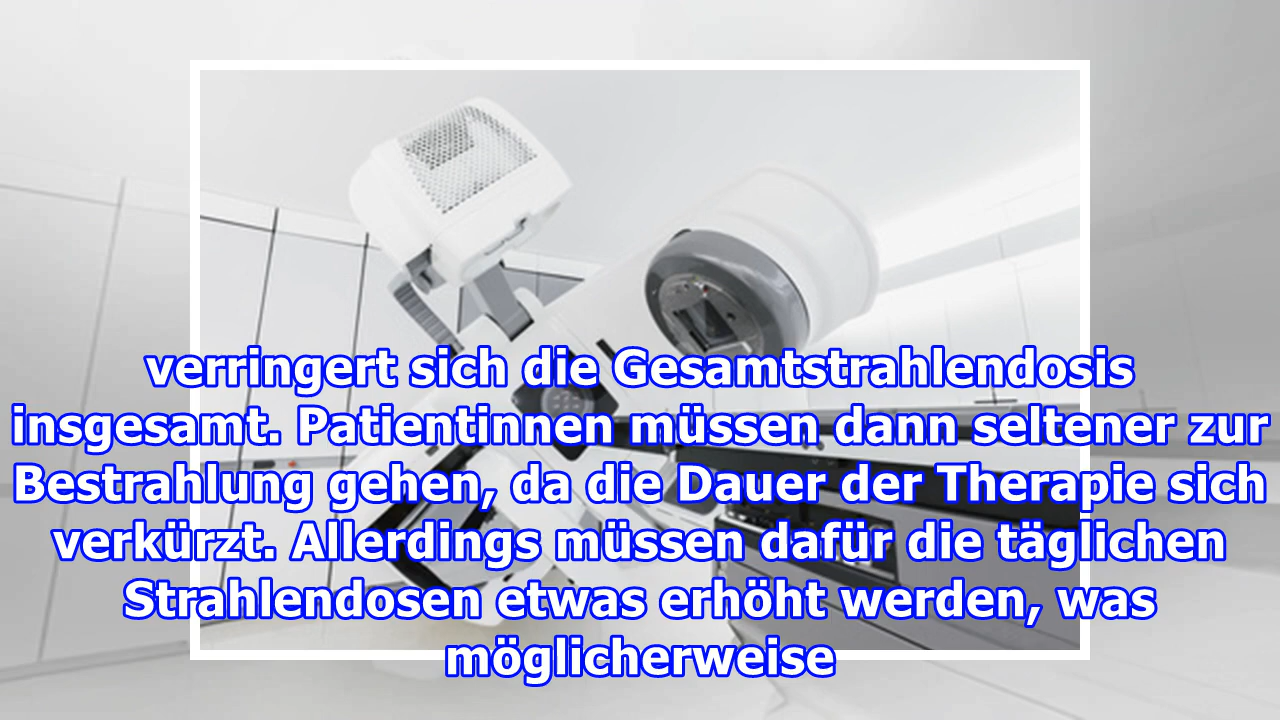 verringert sich die Gesamtstrahlendosis
insgesamt. Patientinnen müssen dann seltener zur
Bestrahlung gehen, da die Dauer der Therapie sich
verkürzt. Allerdings müssen dafür die täglichen
Strahlendosen etwas erhöht werden, was
möglicherweise